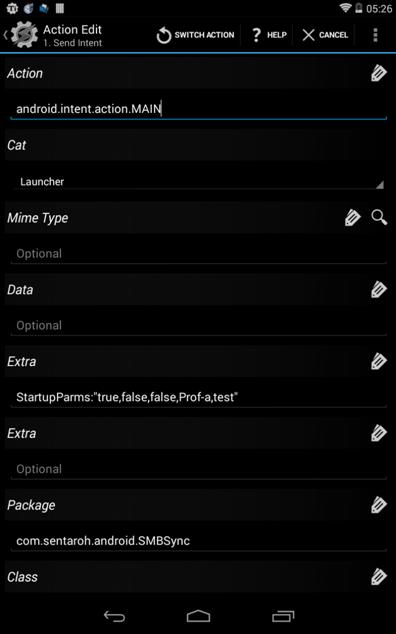 05:26
Action Edit
1. Send Intent
SWITCH ACTION
? HELP
CANCEL
Action
android.intent.action.MAIN
Cat
Launcher
Mime Type
Optional
Data
Optional
Extra
StartupParms:"true,false,false,Prof-a,test"
Extra
Optional
Package
com.sentaroh.android.SMBSync
Class